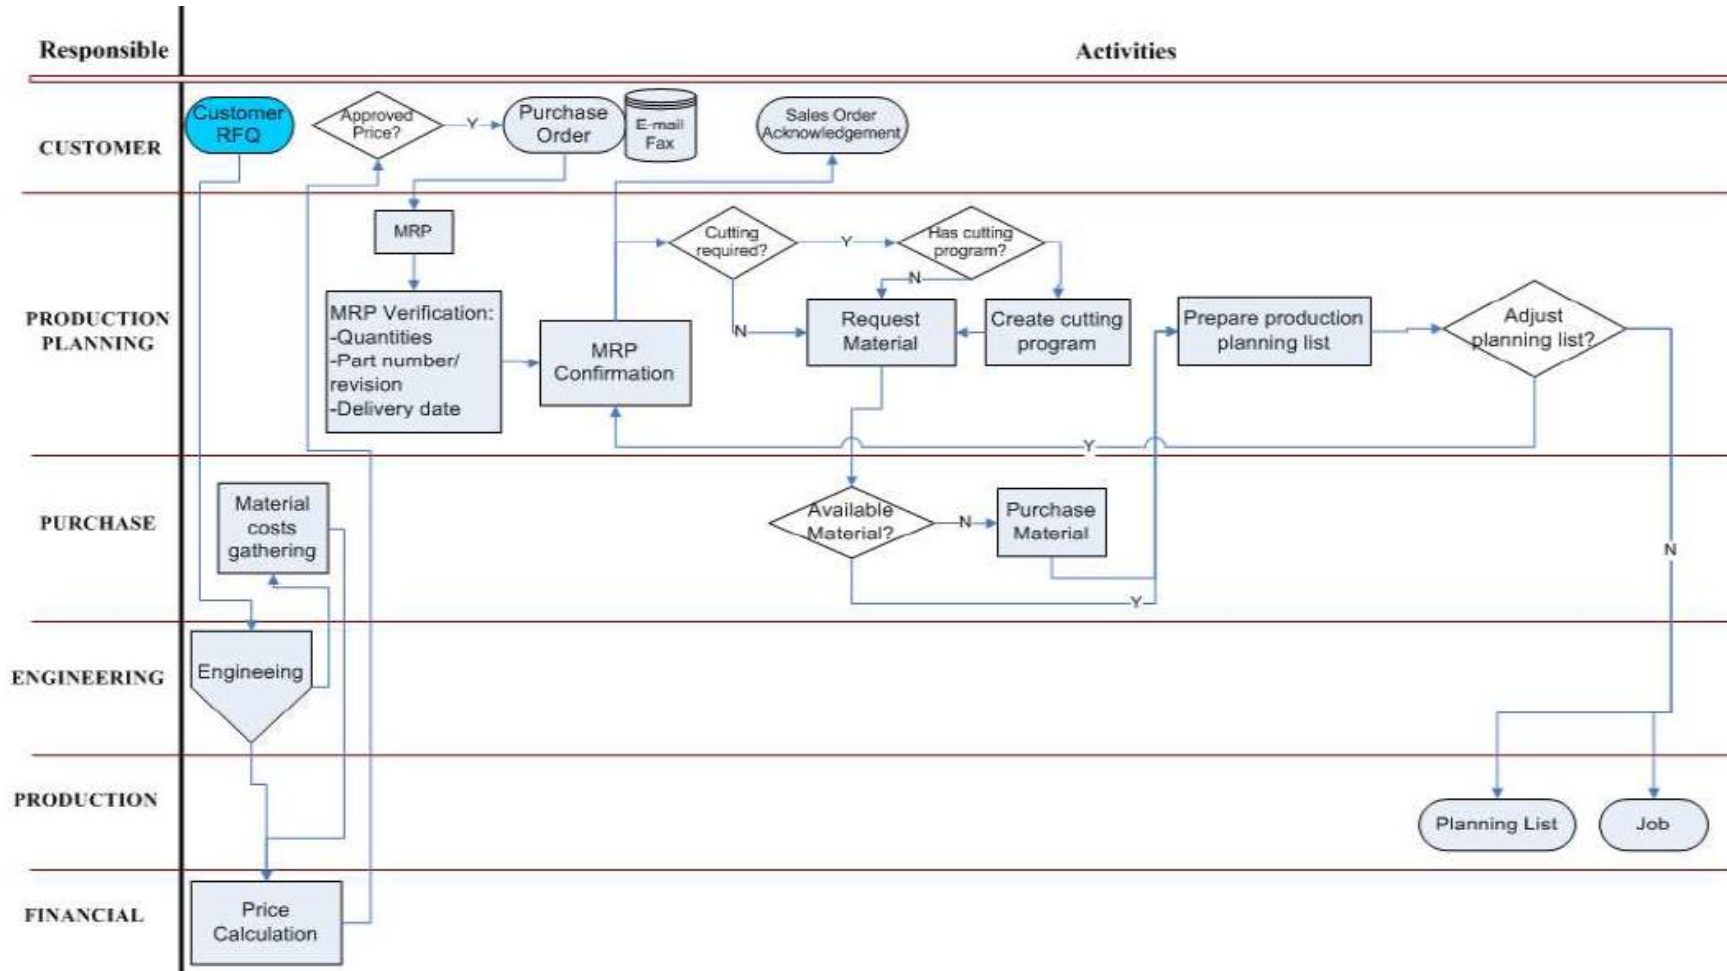 Responsible
Activities
CUSTOMER
Customer
RFQ
Approved
Price?
Y
Purchase
Order
E-mail
Fax
Sales Order
Acknowledgement
PRODUCTION
PLANNING
MRP
MRP Verification:
-Quantities
-Part number/
revision
-Delivery date
MRP
Confirmation
Cutting
required?
Y
Has cutting
program?
N
N
Request
Material
Create cutting
program
Prepare production
planning list
Adjust
planning list?
Y
PURCHASE
Material
costs
gathering
Available
Material?
N
Purchase
Material
Y
N
ENGINEERING
Engineeing
PRODUCTION
Planning List
Job
FINANCIAL
Price
Calculation